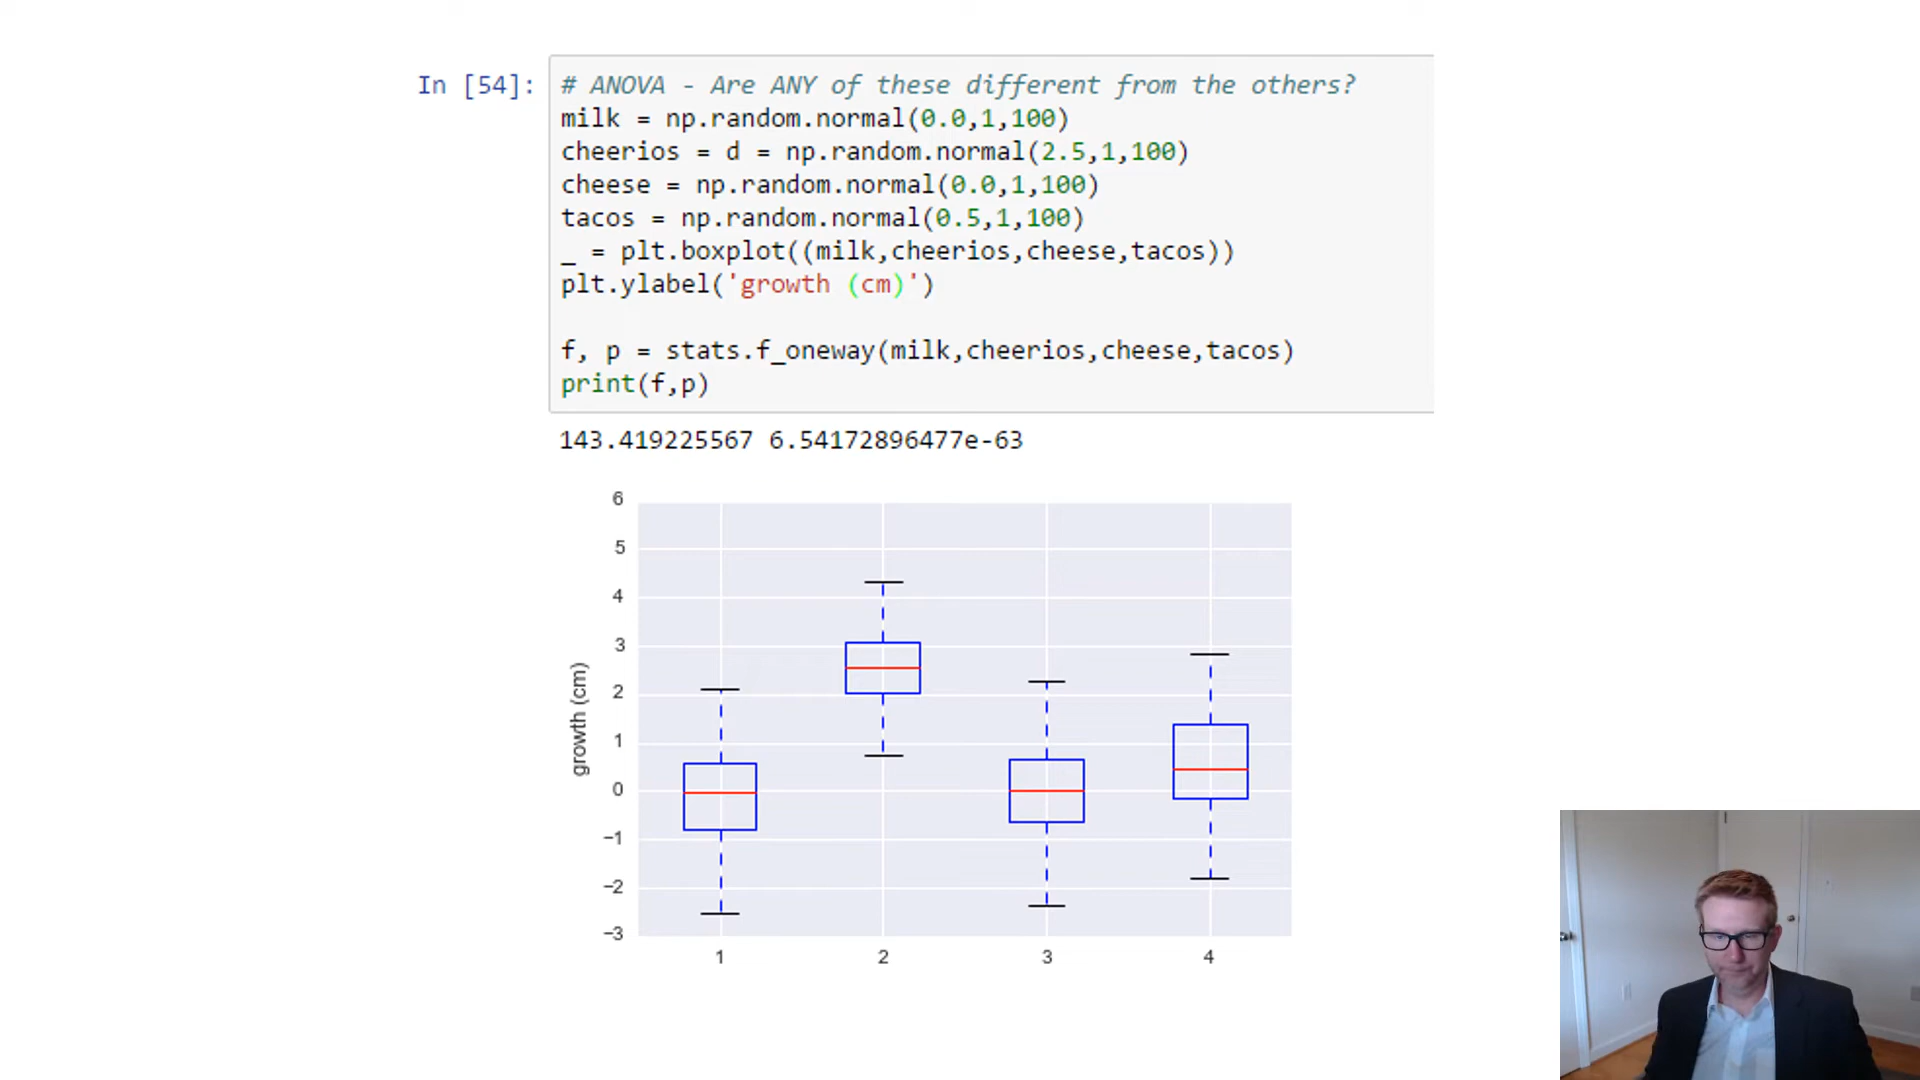 In [54]:
# ANOVA - Are ANY of these different from the others?
milk = np.random.normal(0.0,1,100)
cheerios = d = np.random.normal(2.5,1,100)
cheese = np.random.normal(0.0,1,100)
tacos = np.random.normal(0.5,1,100)
_ = plt.boxplot((milk,cheerios,cheese,tacos))
plt.ylabel('growth (cm)')
f, p = stats.f_oneway(milk,cheerios,cheese,tacos)
print(f,p)
143.419225567 6.54172896477e-63
6
5
4
3
2
1
0
−1
−2
−3
growth (cm)
1 2 3 4